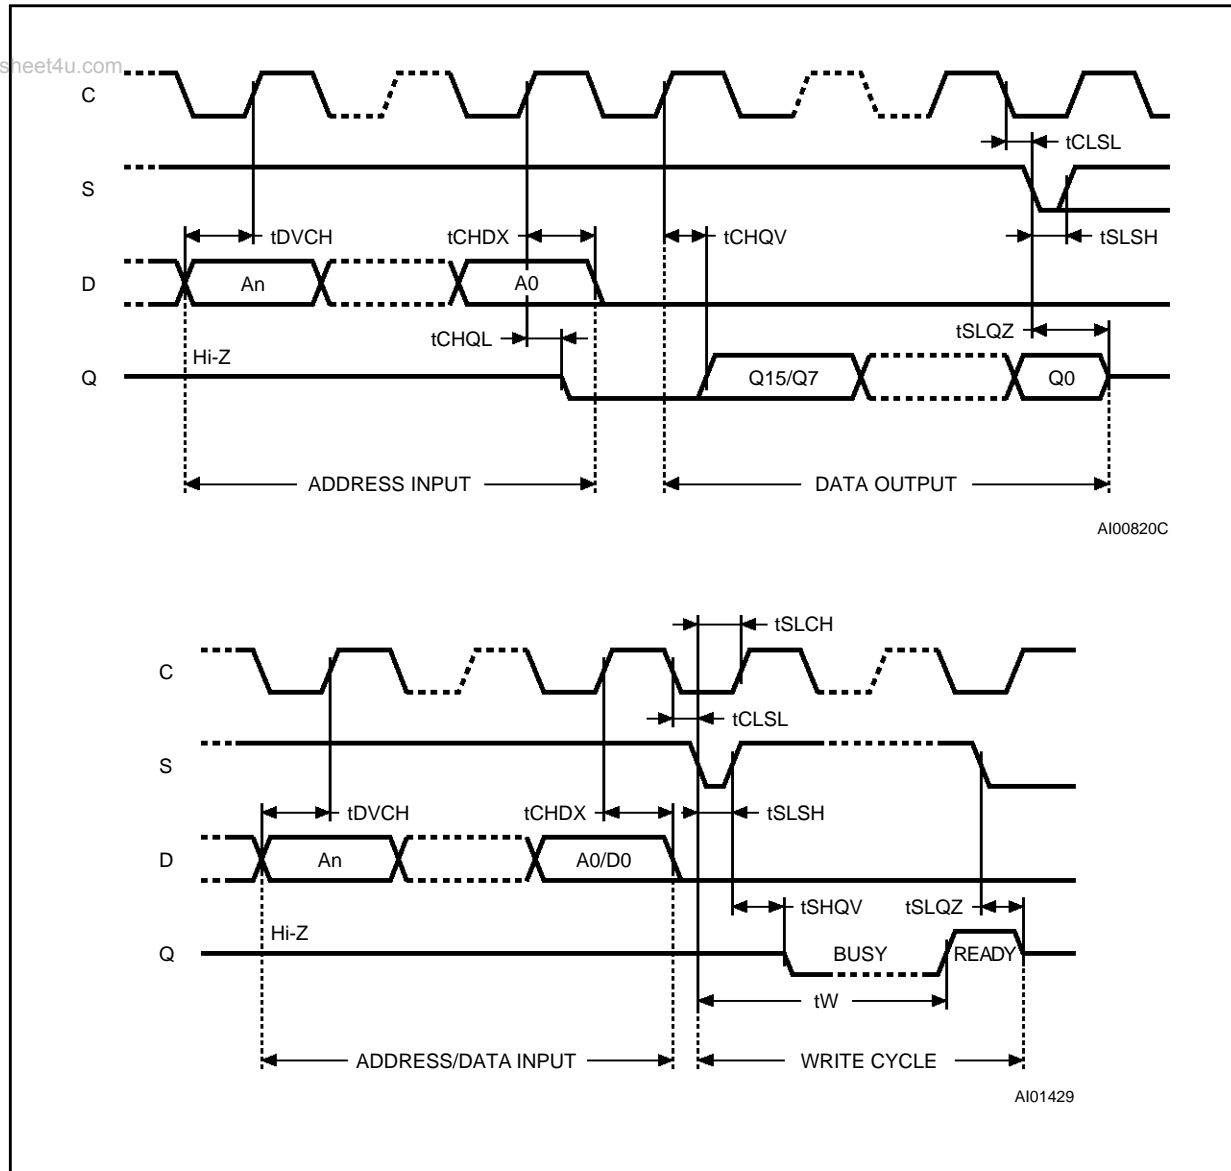 sheet4u.com
C
tCLSL
S
tDVCH
tCHDX
tCHQV
tSLSH
D
An
A0
tCHQL
tSLQZ
Hi-Z
Q
Q15/Q7
Q0
ADDRESS INPUT
DATA OUTPUT
AI00820C
tSLCH
C
tCLSL
S
tDVCH
tCHDX
tSLSH
D
An
A0/D0
tSHQV
tSLQZ
Hi-Z
Q
BUSY
READY
tW
ADDRESS/DATA INPUT
WRITE CYCLE
AI01429